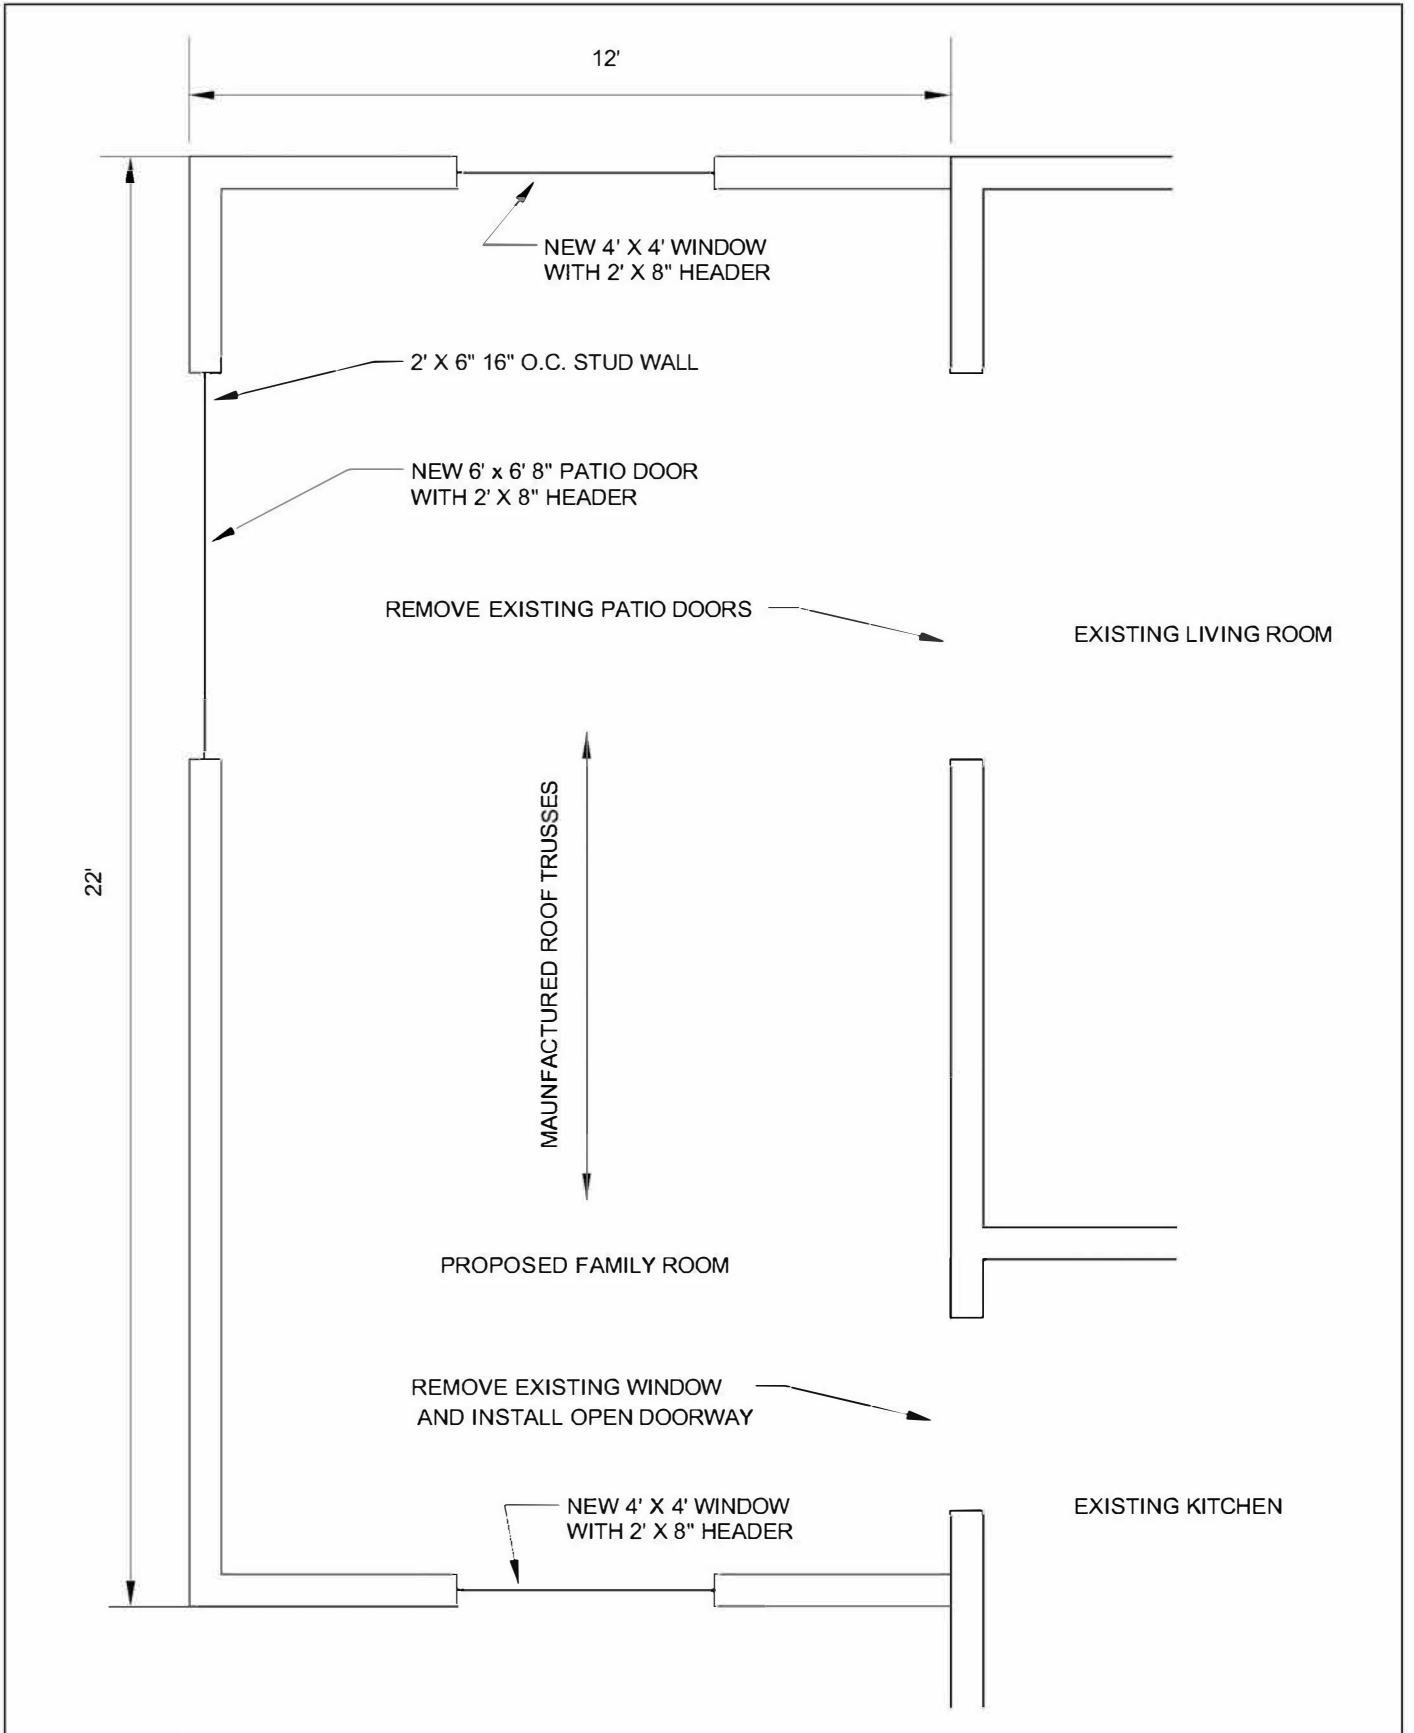 12'
NEW 4' X 4' WINDOW
WITH 2' X 8" HEADER
2' X 6" 16" O.C. STUD WALL
NEW 6' x 6' 8" PATIO DOOR
WITH 2' X 8" HEADER
REMOVE EXISTING PATIO DOORS
EXISTING LIVING ROOM
22'
MAUNFACTURED ROOF TRUSSES
PROPOSED FAMILY ROOM
REMOVE EXISTING WINDOW
AND INSTALL OPEN DOORWAY
NEW 4' X 4' WINDOW
WITH 2' X 8" HEADER
EXISTING KITCHEN